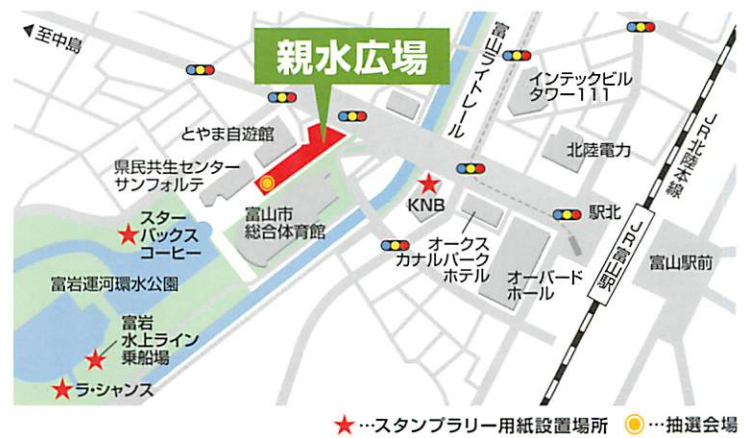 至中島
親水広場
富山ライトレール
インテックビル
タワー111
JR北陸本線
とやま自遊館
北陸電力
県民共生センター
サンフォルテ
KNB
駅北
スター
バックス
コーヒー
富山市
総合体育館
オークス
カナルパーク
ホテル
オーバード
ホール
JR富山駅
富山駅前
富岩運河環水公園
富岩
水上ライン
乗船場
ラ・シャンス
★…スタンプラリー用紙設置場所 ◎…抽選会場